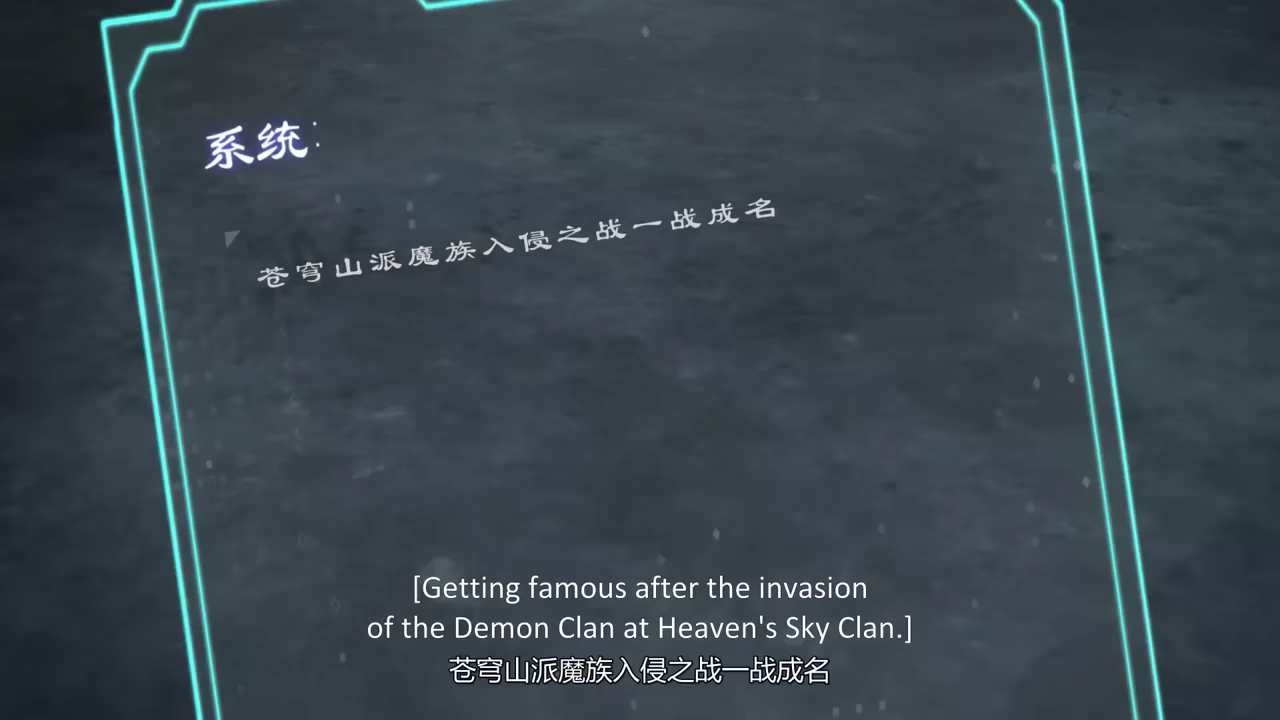 系统:
苍穹山派魔族入侵之战一战成名
[Getting famous after the invasion
of the Demon Clan at Heaven's Sky Clan.]
苍穹山派魔族入侵之战一战成名